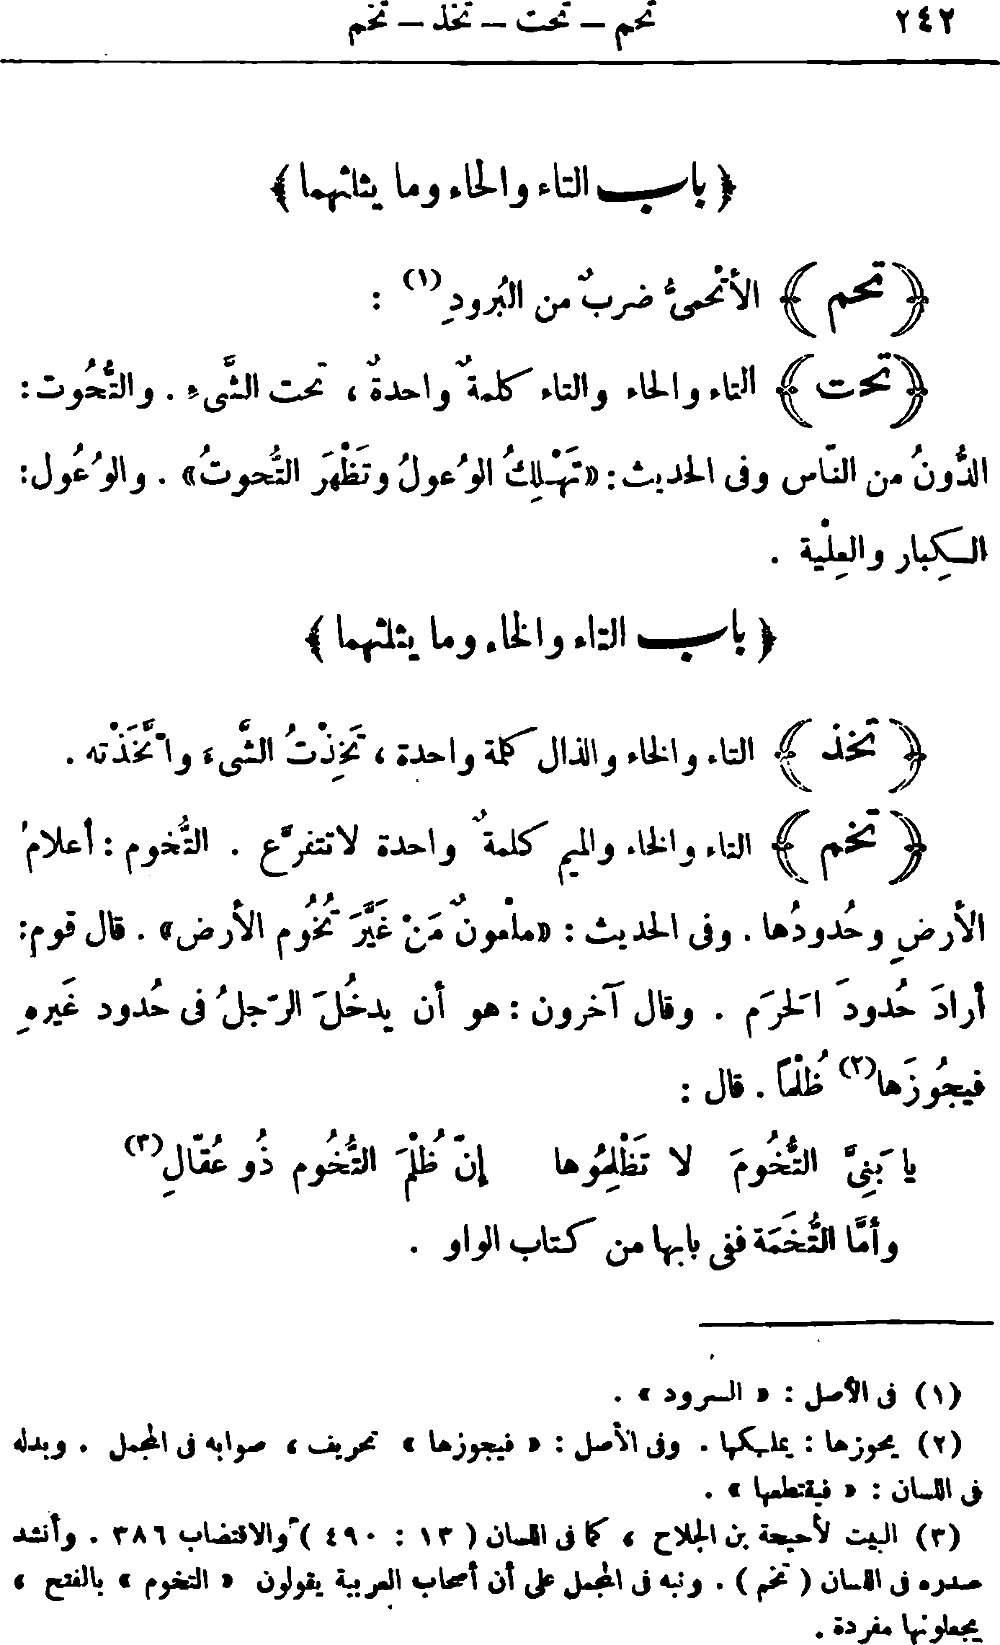 ٢٤٢ تحم – تحت – تخذ – تخم
﴿ باب التاء والحاء وما يثلثهما ﴾
﴿ تحم ﴾ الأتْحمىُّ ضربٌ من البُرودِ(١) :
﴿ تحت ﴾ التاء والحاء والتاء كلمةٌ واحدةٌ ، تحت الشَّىءِ . والتُّحُوت :
الدُّونُ من النّاس وفى الحديث : «تَهْلِكُ الوُعولُ وتَظْهَرَ التُّحوتُ» . والوُعُول :
الكِبار والعِلْية .
﴿ باب التاء والخاء وما يثلثهما ﴾
﴿ تخذ ﴾ التاء والخاء والذال كلمة واحدة ، تَخِذْتُ الشَّىءَ واتَّخَذْته .
﴿ تخم ﴾ التاء والخاء والميم كلمةٌ واحدة لاتتفرَّع . التُّخوم : أعلامُ
الأرضِ وحُدودُها . وفى الحديث : «ملْعونٌ مَنْ غَيَّرَ تُخُوم الأرض» . قال قوم :
أرادَ حُدودَ الحَرَم . وقال آخرون : هو أن يدخُلَ الرّجلُ فى حُدود غَيره
فيحُوزَها(٢) ظُلْماً . قال :
يا بَنِىَّ التُّخُومَ لا تَظْلِمُوها إنّ ظُلْمَ التُّخُوم ذُو عُقّالِ(٣)
وأمَّا التُّخَمَة ففى بابها من كتاب الواو .
(١) فى الأصل : « السرود » .
(٢) يحوزها : يملكها . وفى الأصل : « فيجوزها » تحريف ، صوابه فى المجمل . وبدله
فى اللسان : « فيقتطعها » .
(٣) البيت لأحيحة بن الجلاح ، كما فى اللسان ( ١٣ : ٤٩٠ ) والاقتضاب ٣٨٦ . وأنشد
صدره فى اللسان ( تخم ) . ونبه فى المجمل على أن أصحاب العربية يقولون « التخوم » بالفتح ،
يجعلونها مفردة .